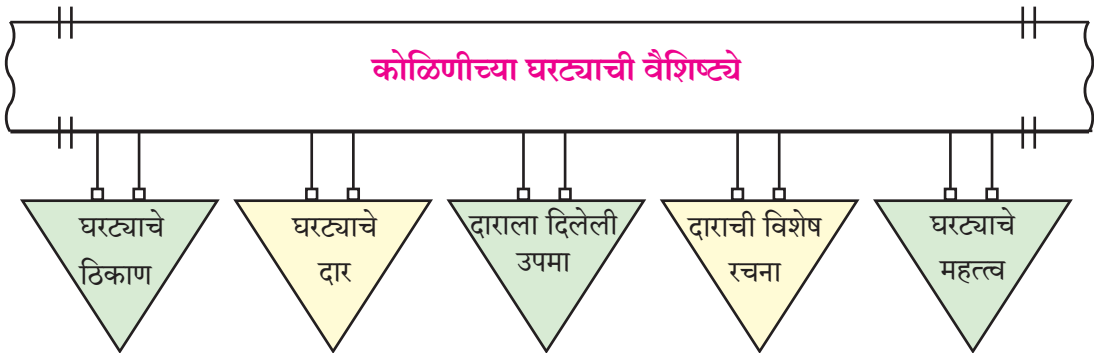 कोळिणीच्या घरट्याची वैशिष्ट्ये
घरट्याचे
ठिकाण
घरट्याचे
दार
दाराला दिलेली
उपमा
दाराची विशेष
रचना
घरट्याचे
महत्त्व